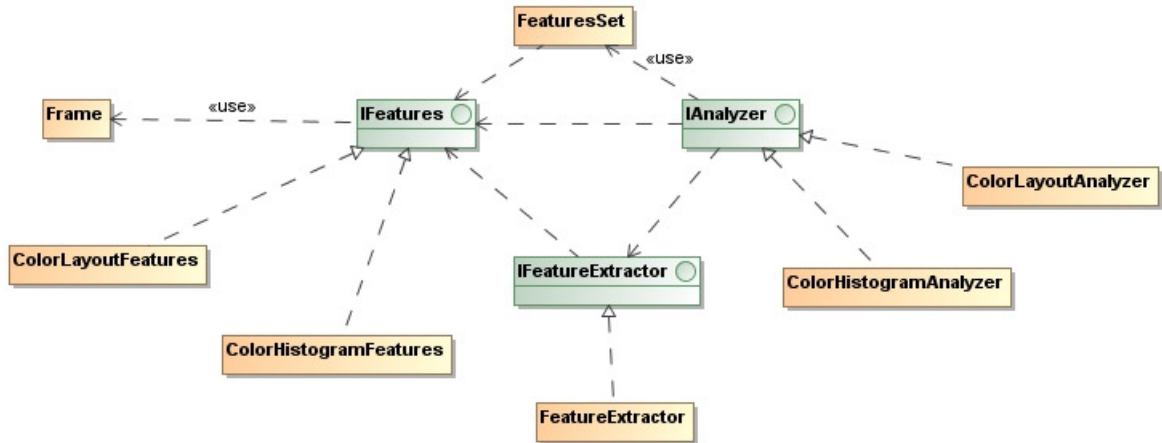 FeaturesSet
«use»
«use»
Frame
IFeatures
IAnalyzer
ColorLayoutAnalyzer
ColorLayoutFeatures
IFeatureExtractor
ColorHistogramAnalyzer
ColorHistogramFeatures
FeatureExtractor